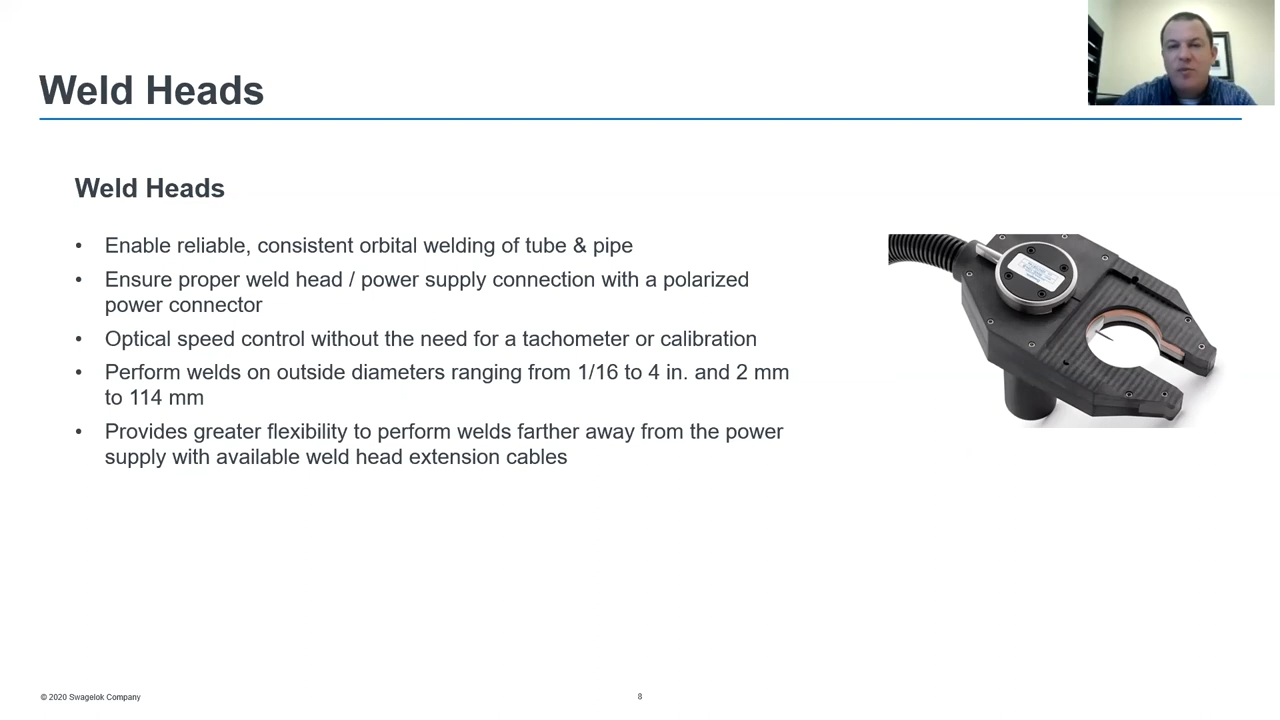 Weld Heads
Weld Heads
• Enable reliable, consistent orbital welding of tube & pipe
• Ensure proper weld head / power supply connection with a polarized
power connector
• Optical speed control without the need for a tachometer or calibration
• Perform welds on outside diameters ranging from 1/16 to 4 in. and 2 mm
to 114 mm
• Provides greater flexibility to perform welds farther away from the power
supply with available weld head extension cables
© 2020 Swagelok Company
8